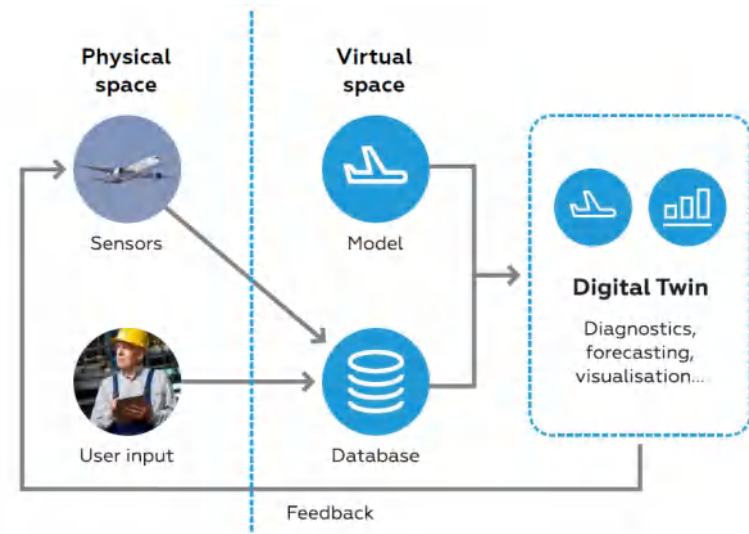 Physical
space
Virtual
space
Sensors
Model
Digital Twin
Diagnostics,
forecasting,
visualisation...
User input
Database
Feedback